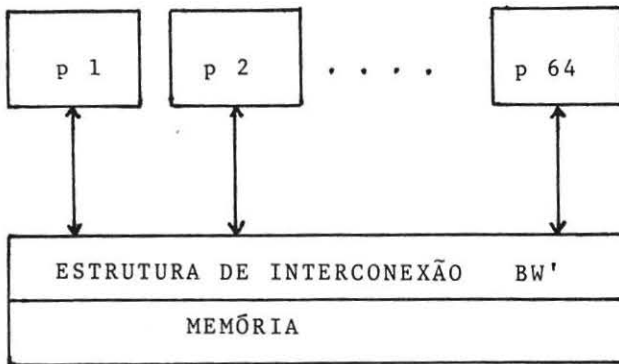 p 1 p 2 . . . . p 64
ESTRUTURA DE INTERCONEXÃO BW'
MEMÓRIA